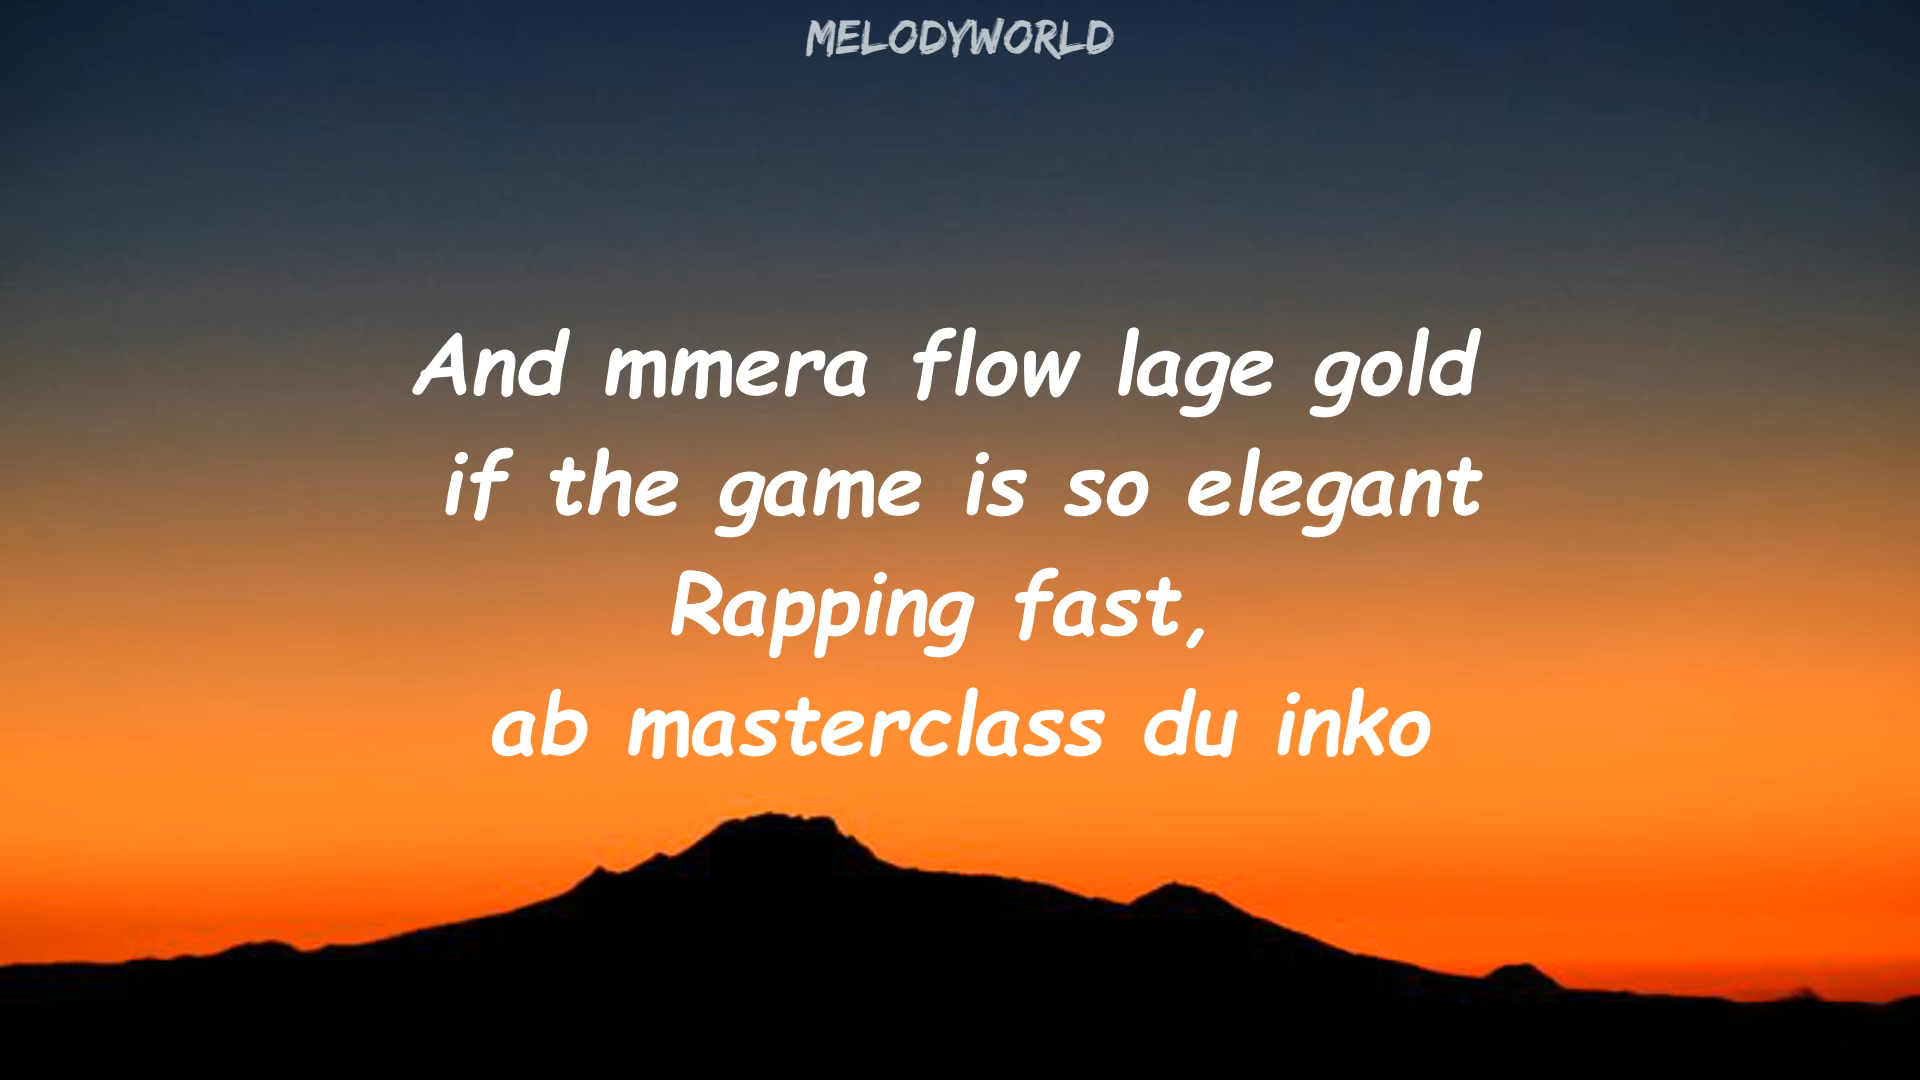 MELODYWORLD
And mmera flow lage gold
if the game is so elegant
Rapping fast,
ab masterclass du inko